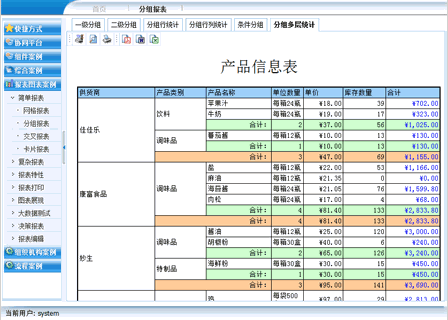 首页 分组报表
快捷方式
协同平台
组件案例
综合案例
报表图表案例
简单报表
网格报表
分组报表
交叉报表
卡片报表
复杂报表
报表特性
报表打印
图表展现
大数据测试
决策报表
报表编辑
组织机构案例
流程案例
一级分组 二级分组 分组行统计 分组行列统计 条件分组 分组多层统计
产品信息表
供货商 产品类别 产品名称 单位数量 单价 库存数量 合计
佳佳乐 饮料 苹果汁 每箱24瓶 ¥18.00 39 ¥702.00
牛奶 每箱24瓶 ¥19.00 17 ¥323.00
合计: 2 ¥37.00 56 ¥1,025.00
调味品 蕃茄酱 每箱12瓶 ¥10.00 13 ¥130.00
合计: 1 ¥10.00 13 ¥130.00
合计: 3 ¥47.00 69 ¥1,155.00
康富食品 调味品 盐 每箱12瓶 ¥22.00 53 ¥1,166.00
麻油 每箱12瓶 ¥21.35 0 ¥0.00
海苔酱 每箱24瓶 ¥21.05 76 ¥1,599.80
肉松 每箱24瓶 ¥17.00 4 ¥68.00
合计: 4 ¥81.40 133 ¥2,833.80
合计: 4 ¥81.40 133 ¥2,833.80
妙生 调味品 酱油 每箱12瓶 ¥25.00 120 ¥3,000.00
胡椒粉 每箱30盒 ¥40.00 6 ¥240.00
合计: 2 ¥65.00 126 ¥3,240.00
特制品 海鲜粉 每箱30盒 ¥30.00 15 ¥450.00
合计: 1 ¥30.00 15 ¥450.00
合计: 3 ¥95.00 141 ¥3,690.00
鸡 每袋500 ¥97.00 29 ¥2,813.00
当前用户: system